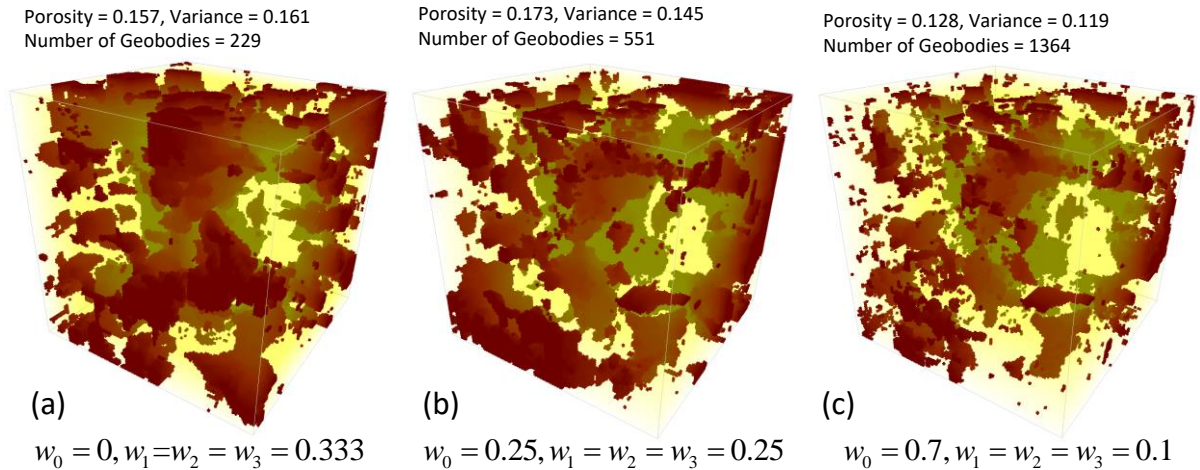 Porosity = 0.157, Variance = 0.161
Number of Geobodies = 229
Porosity = 0.173, Variance = 0.145
Number of Geobodies = 551
Porosity = 0.128, Variance = 0.119
Number of Geobodies = 1364
(a)
(b)
(c)
w₀ = 0, w₁=w₂ = w₃ = 0.333
w₀ = 0.25, w₁ = w₂ = w₃ = 0.25
w₀ = 0.7, w₁ = w₂ = w₃ = 0.1